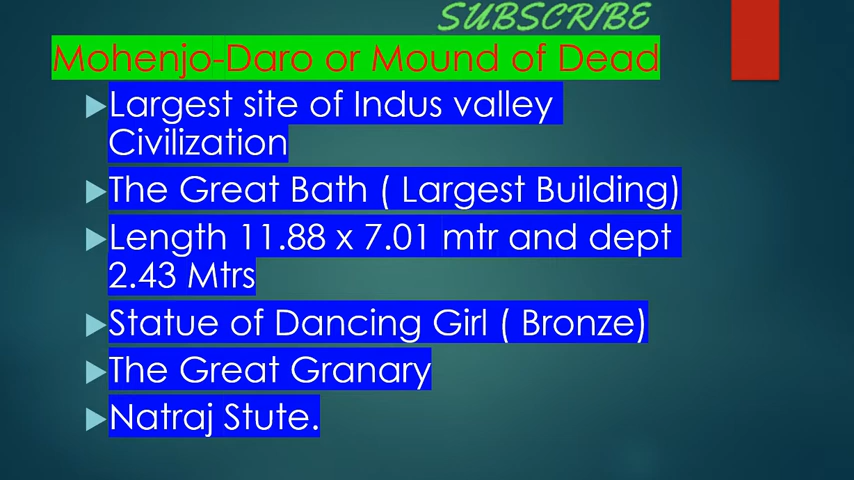 SUBSCRIBE
Mohenjo-Daro or Mound of Dead
Largest site of Indus valley
Civilization
The Great Bath ( Largest Building)
Length 11.88 x 7.01 mtr and dept
2.43 Mtrs
Statue of Dancing Girl ( Bronze)
The Great Granary
Natraj Stute.